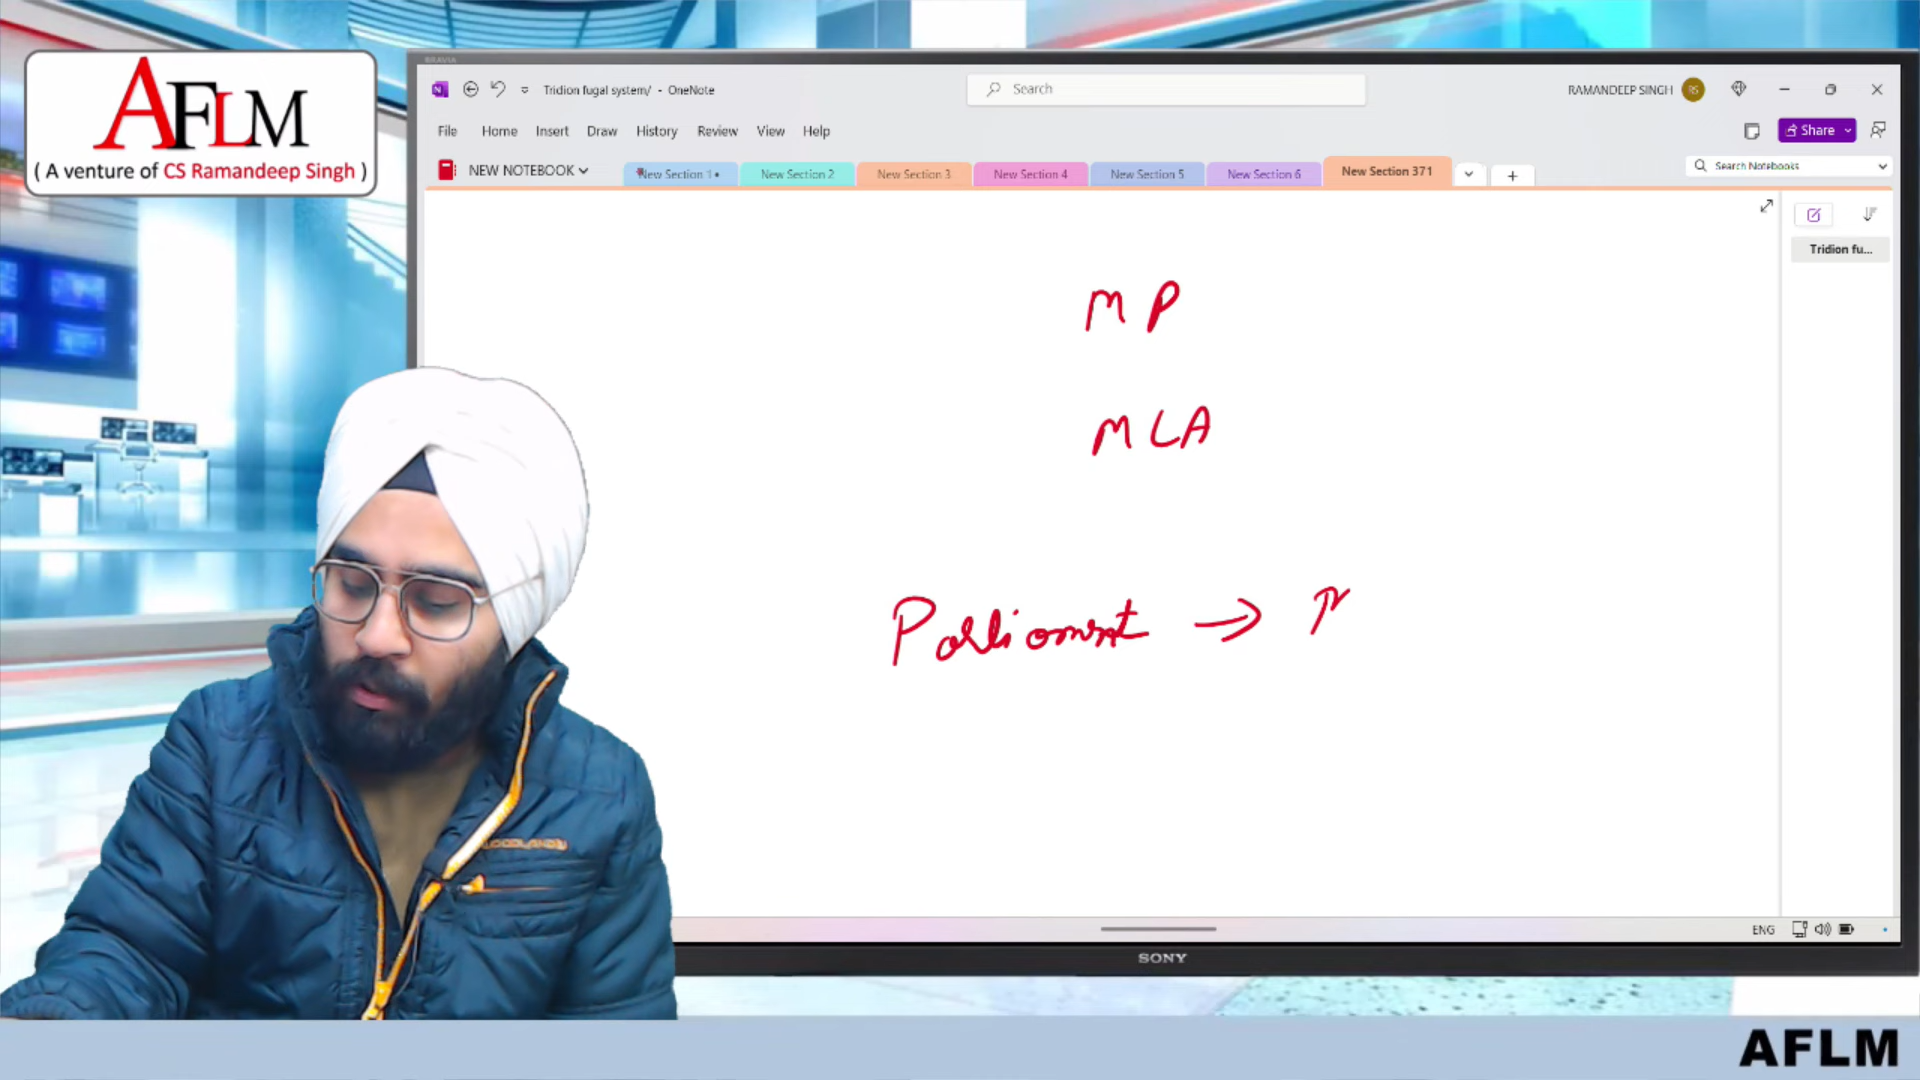 BRAVIA
AFLM
( A venture of CS Ramandeep Singh )
Tridion fugal system/ - OneNote
Search
RAMANDEEP SINGH
RS
File Home Insert Draw History Review View Help
Share
NEW NOTEBOOK
New Section 1
New Section 2
New Section 3
New Section 4
New Section 5
New Section 6
New Section 371
Search Notebooks
Tridion fu...
M P
M L A
Parliament → M
ENG
SONY
AFLM